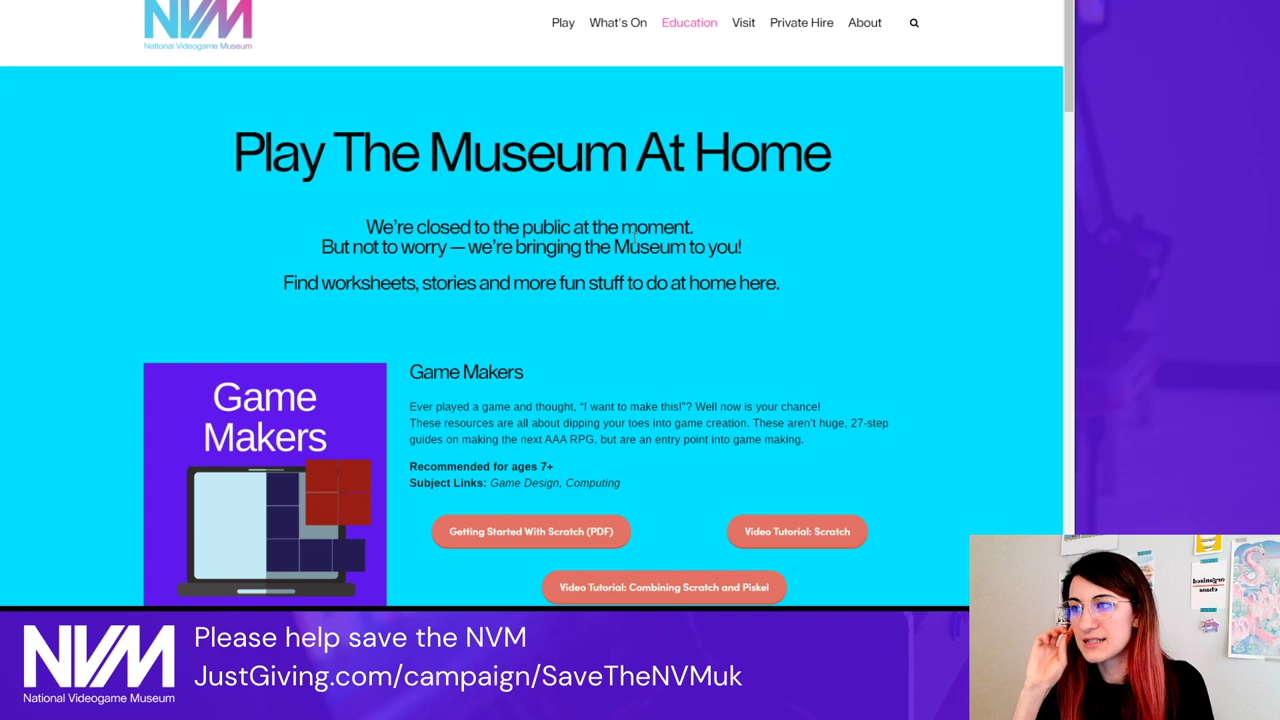 NVM
National Videogame Museum
Play What's On Education Visit Private Hire About
Play The Museum At Home
We're closed to the public at the moment.
But not to worry — we're bringing the Museum to you!
Find worksheets, stories and more fun stuff to do at home here.
Game
Makers
Game Makers
Ever played a game and thought, “I want to make this!”? Well now is your chance!
These resources are all about dipping your toes into game creation. These aren't huge, 27-step
guides on making the next AAA RPG, but are an entry point into game making.
Recommended for ages 7+
Subject Links: Game Design, Computing
Getting Started With Scratch (PDF) Video Tutorial: Scratch
Video Tutorial: Combining Scratch and Piskel
NVM
National Videogame Museum
Please help save the NVM
JustGiving.com/campaign/SaveTheNVMuk
organised
chaos